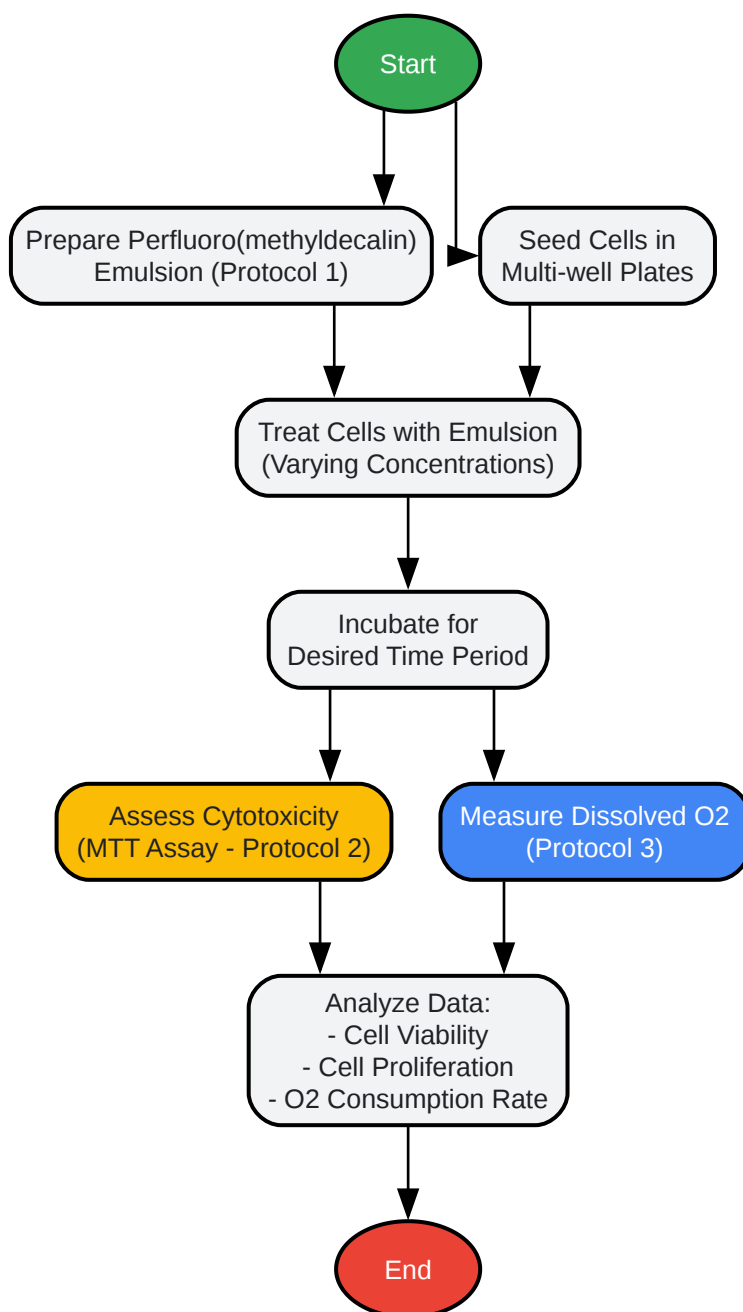 Start
Prepare Perfluoro(methyldecalin)
Emulsion (Protocol 1)
Seed Cells in
Multi-well Plates
Treat Cells with Emulsion
(Varying Concentrations)
Incubate for
Desired Time Period
Assess Cytotoxicity
(MTT Assay - Protocol 2)
Measure Dissolved O2
(Protocol 3)
Analyze Data:
- Cell Viability
- Cell Proliferation
- O2 Consumption Rate
End